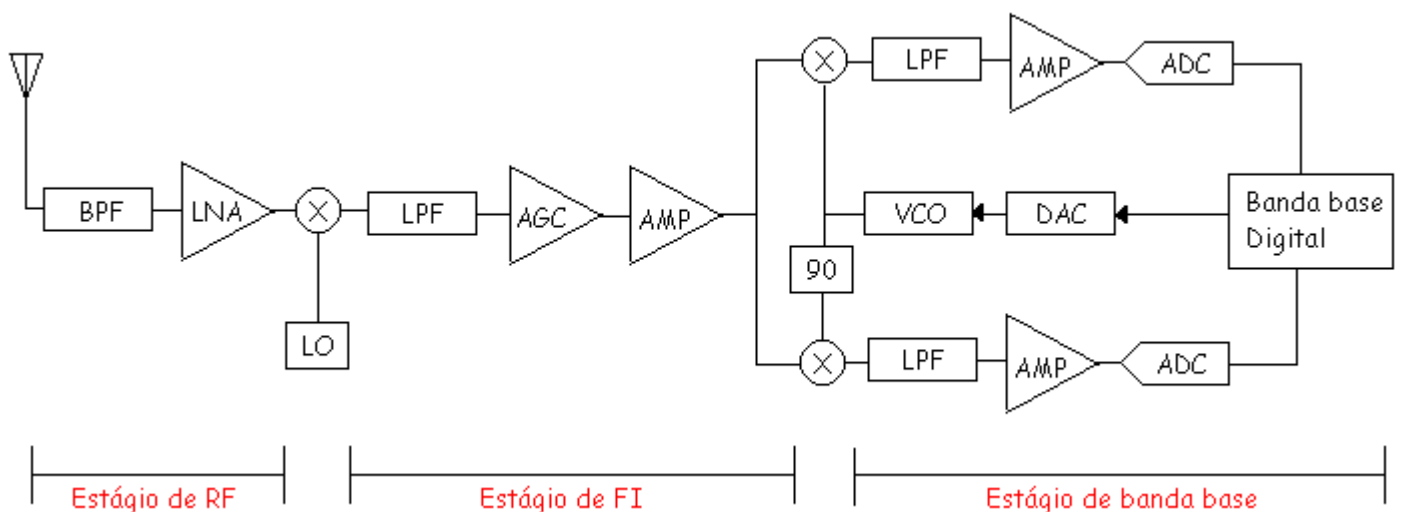 LPF
AMP
ADC
BPF
LNA
LPF
AGC
AMP
VCO
DAC
Banda base
Digital
90
LO
LPF
AMP
ADC
Estágio de RF
Estágio de FI
Estágio de banda base